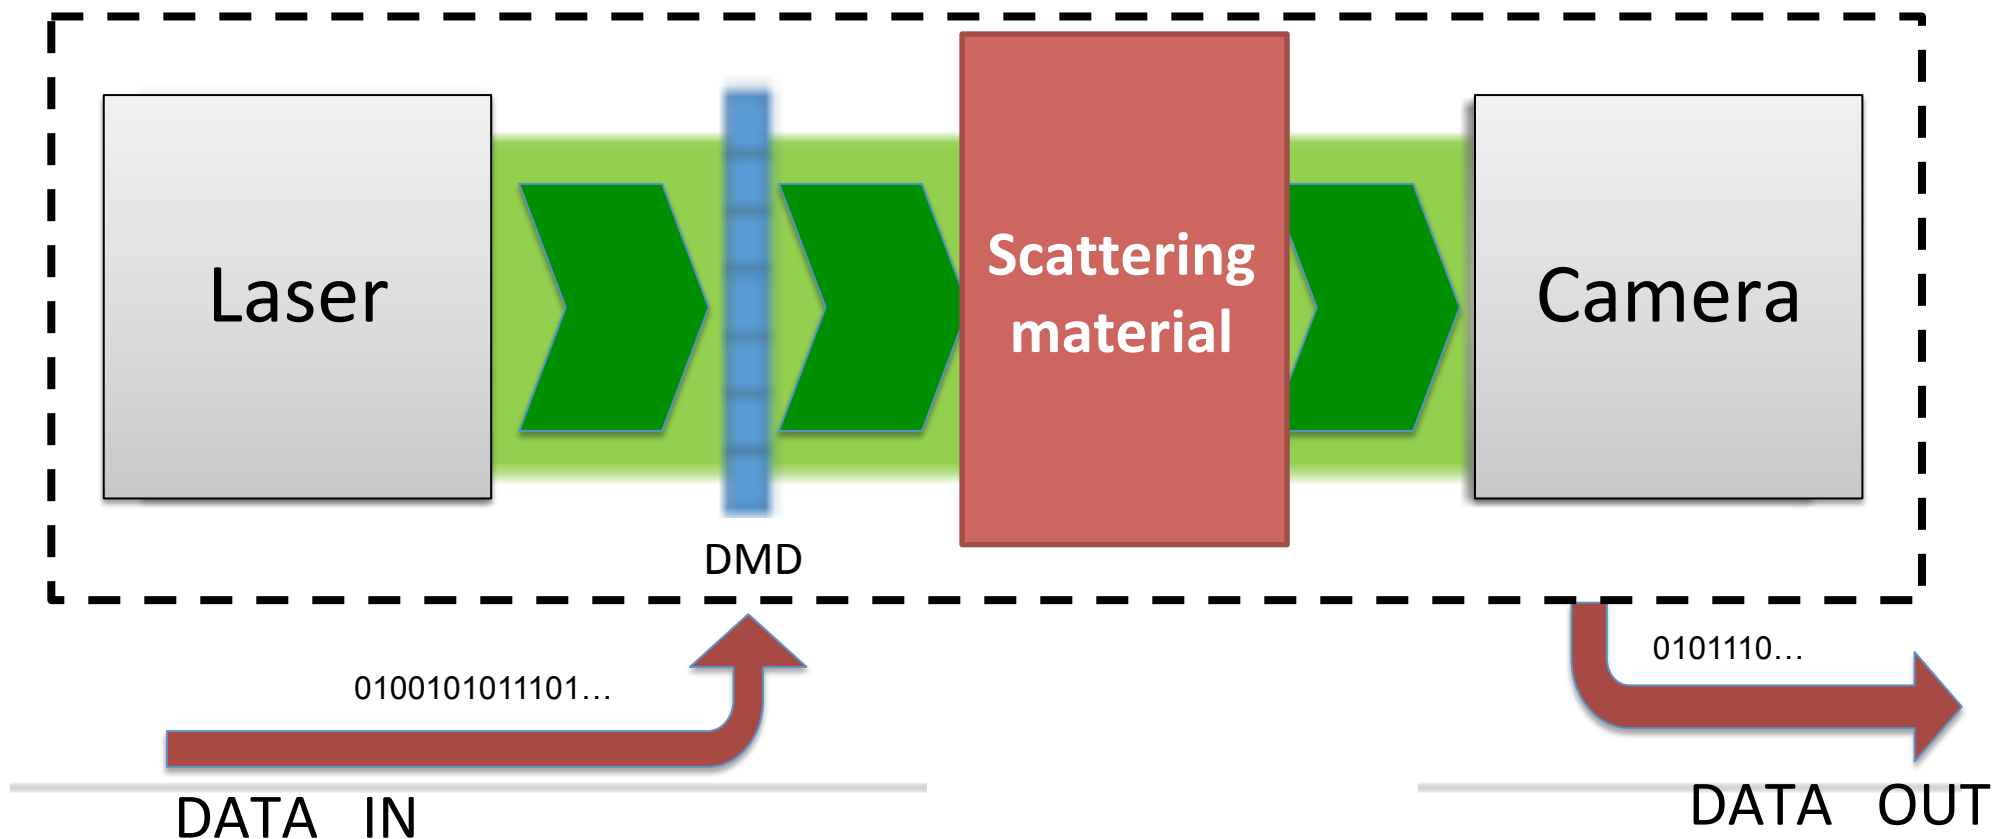 Laser
Scattering
material
Camera
DMD
0100101011101...
0101110...
DATA IN
DATA OUT